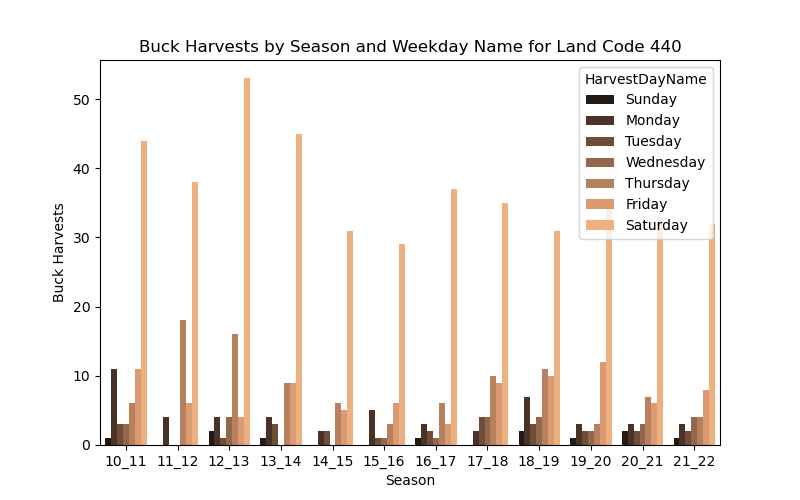 Buck Harvests by Season and Weekday Name for Land Code 440
HarvestDayName
Sunday
Monday
Tuesday
Wednesday
Thursday
Friday
Saturday
Buck Harvests
50
40
30
20
10
0
10_11 11_12 12_13 13_14 14_15 15_16 16_17 17_18 18_19 19_20 20_21 21_22
Season